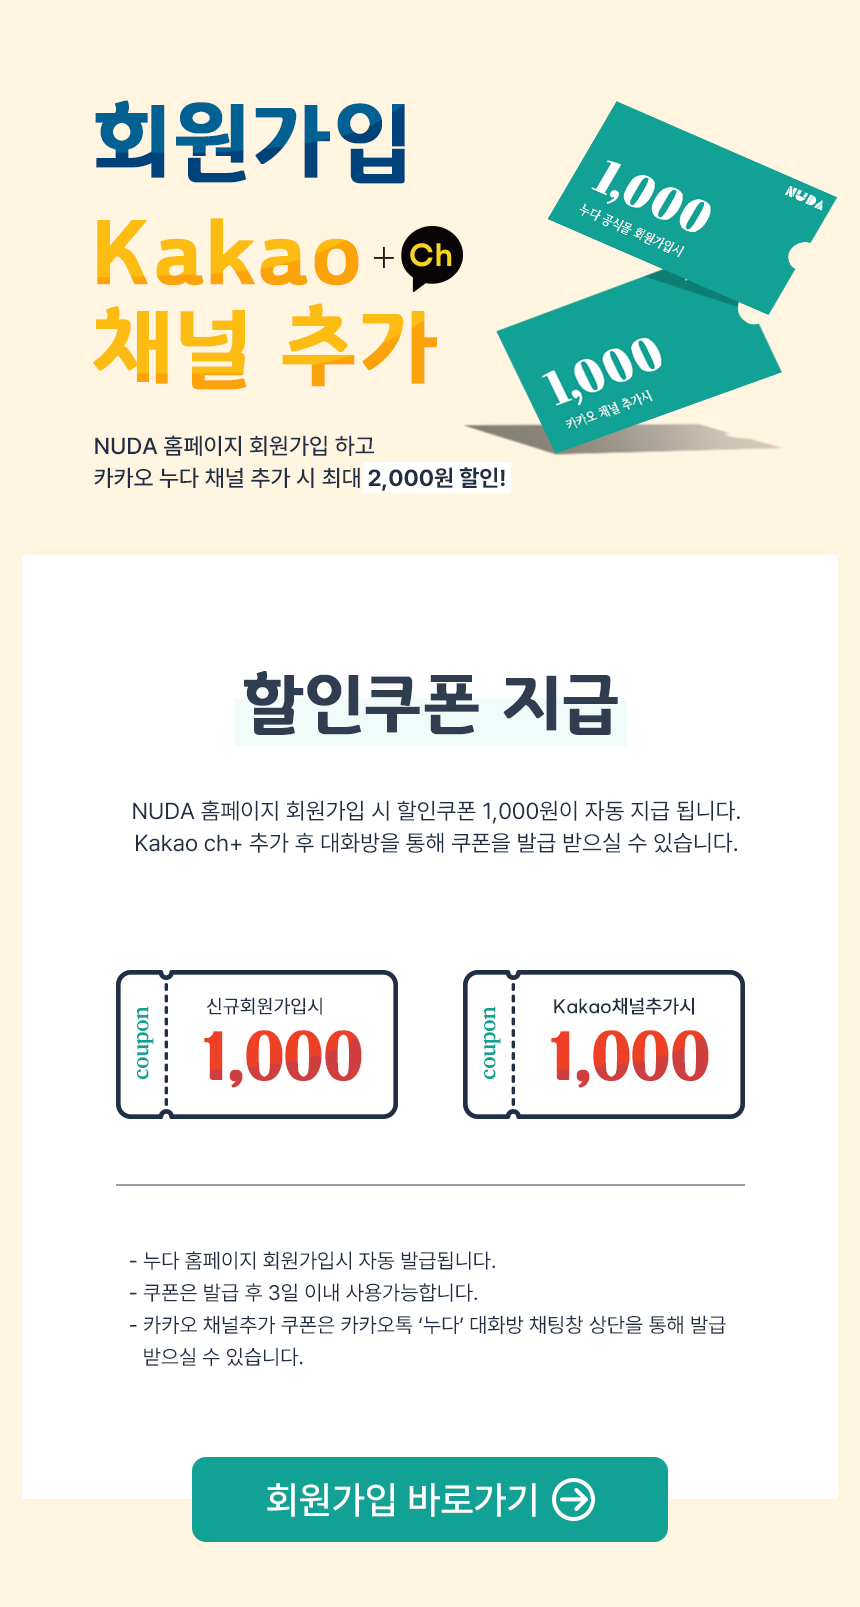 회원가입
Kakao + Ch
채널 추가
NUDA 홈페이지 회원가입 하고
카카오 누다 채널 추가 시 최대 2,000원 할인!
NUDA
1,000
누다 공식몰 회원가입시
1,000
카카오 채널 추가시
할인쿠폰 지급
NUDA 홈페이지 회원가입 시 할인쿠폰 1,000원이 자동 지급 됩니다.
Kakao ch+ 추가 후 대화방을 통해 쿠폰을 발급 받으실 수 있습니다.
coupon
신규회원가입시
1,000
coupon
Kakao채널추가시
1,000
- 누다 홈페이지 회원가입시 자동 발급됩니다.
- 쿠폰은 발급 후 3일 이내 사용가능합니다.
- 카카오 채널추가 쿠폰은 카카오톡 ‘누다’ 대화방 채팅창 상단을 통해 발급
받으실 수 있습니다.
회원가입 바로가기